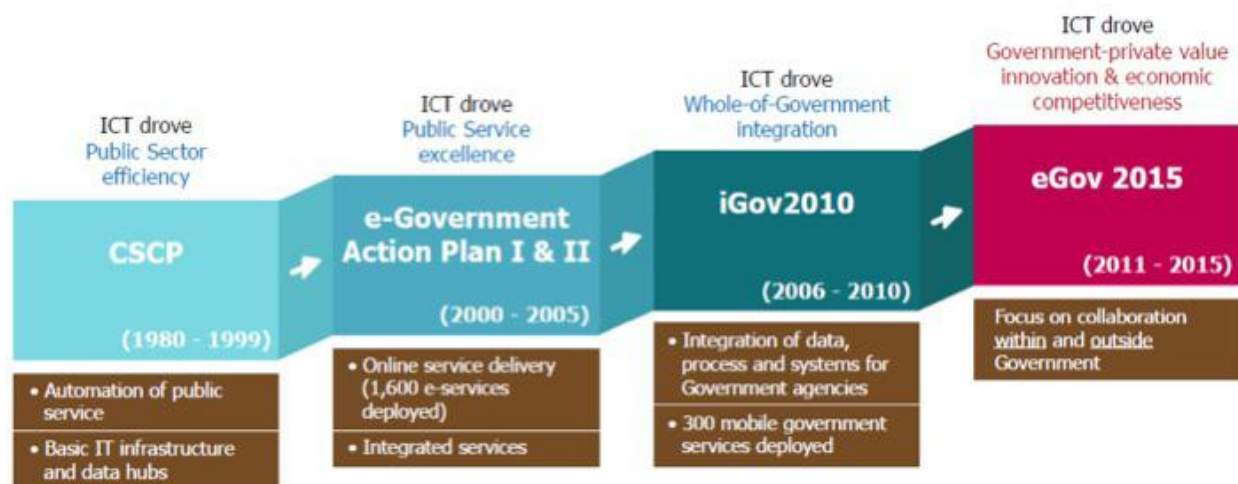 ICT drove
Public Sector
efficiency
CSCP
(1980 - 1999)
• Automation of public
service
• Basic IT infrastructure
and data hubs
ICT drove
Public Service
excellence
e-Government
Action Plan I & II
(2000 - 2005)
• Online service delivery
(1,600 e-services
deployed)
• Integrated services
ICT drove
Whole-of-Government
integration
iGov2010
(2006 - 2010)
• Integration of data,
process and systems for
Government agencies
• 300 mobile government
services deployed
ICT drove
Government-private value
innovation & economic
competitiveness
eGov 2015
(2011 - 2015)
Focus on collaboration
within and outside
Government